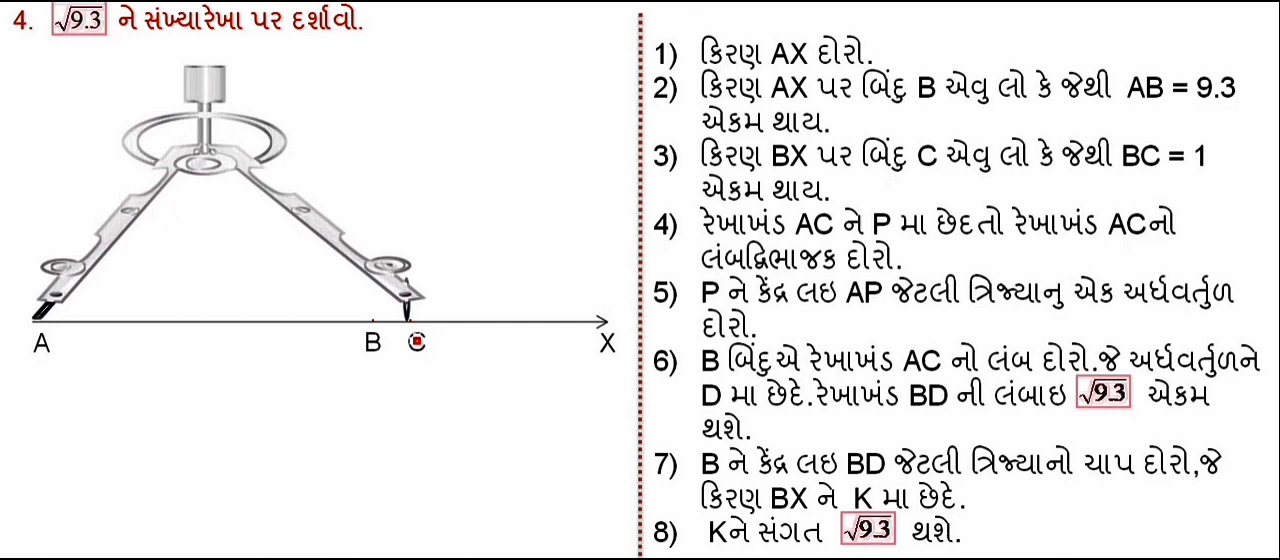 4. √9.3 ને સંખ્યારેખા પર દર્શાવો.
A
B
C
X
1) કિરણ AX દોરો.
2) કિરણ AX પર બિંદુ B એવુ લો કે જેથી AB = 9.3
એકમ થાય.
3) કિરણ BX પર બિંદુ C એવુ લો કે જેથી BC = 1
એકમ થાય.
4) રેખાખંડ AC ને P મા છેદતો રેખાખંડ ACનો
લંબદ્વિભાજક દોરો.
5) P ને કેંદ્ર લઇ AP જેટલી ત્રિજ્યાનુ એક અર્ધવર્તુળ
દોરો.
6) B બિંદુએ રેખાખંડ AC નો લંબ દોરો.જે અર્ધવર્તુળને
D મા છેદે.રેખાખંડ BD ની લંબાઇ √9.3 એકમ
થશે.
7) B ને કેંદ્ર લઇ BD જેટલી ત્રિજ્યાનો ચાપ દોરો,જે
કિરણ BX ને K મા છેદે.
8) Kને સંગત √9.3 થશે.